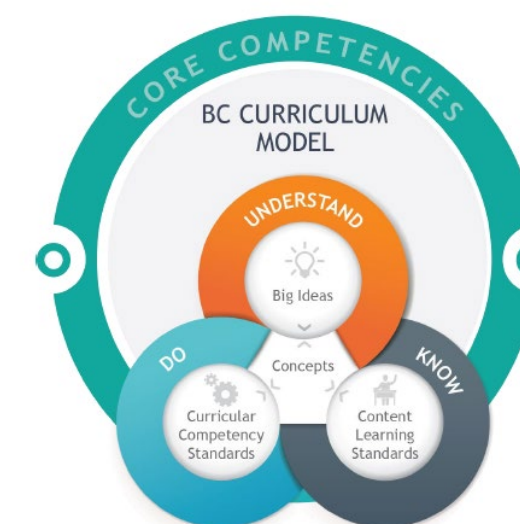 CORE COMPETENCIES
BC CURRICULUM
MODEL
UNDERSTAND
Big Ideas
Concepts
DO
Curricular
Competency
Standards
KNOW
Content
Learning
Standards